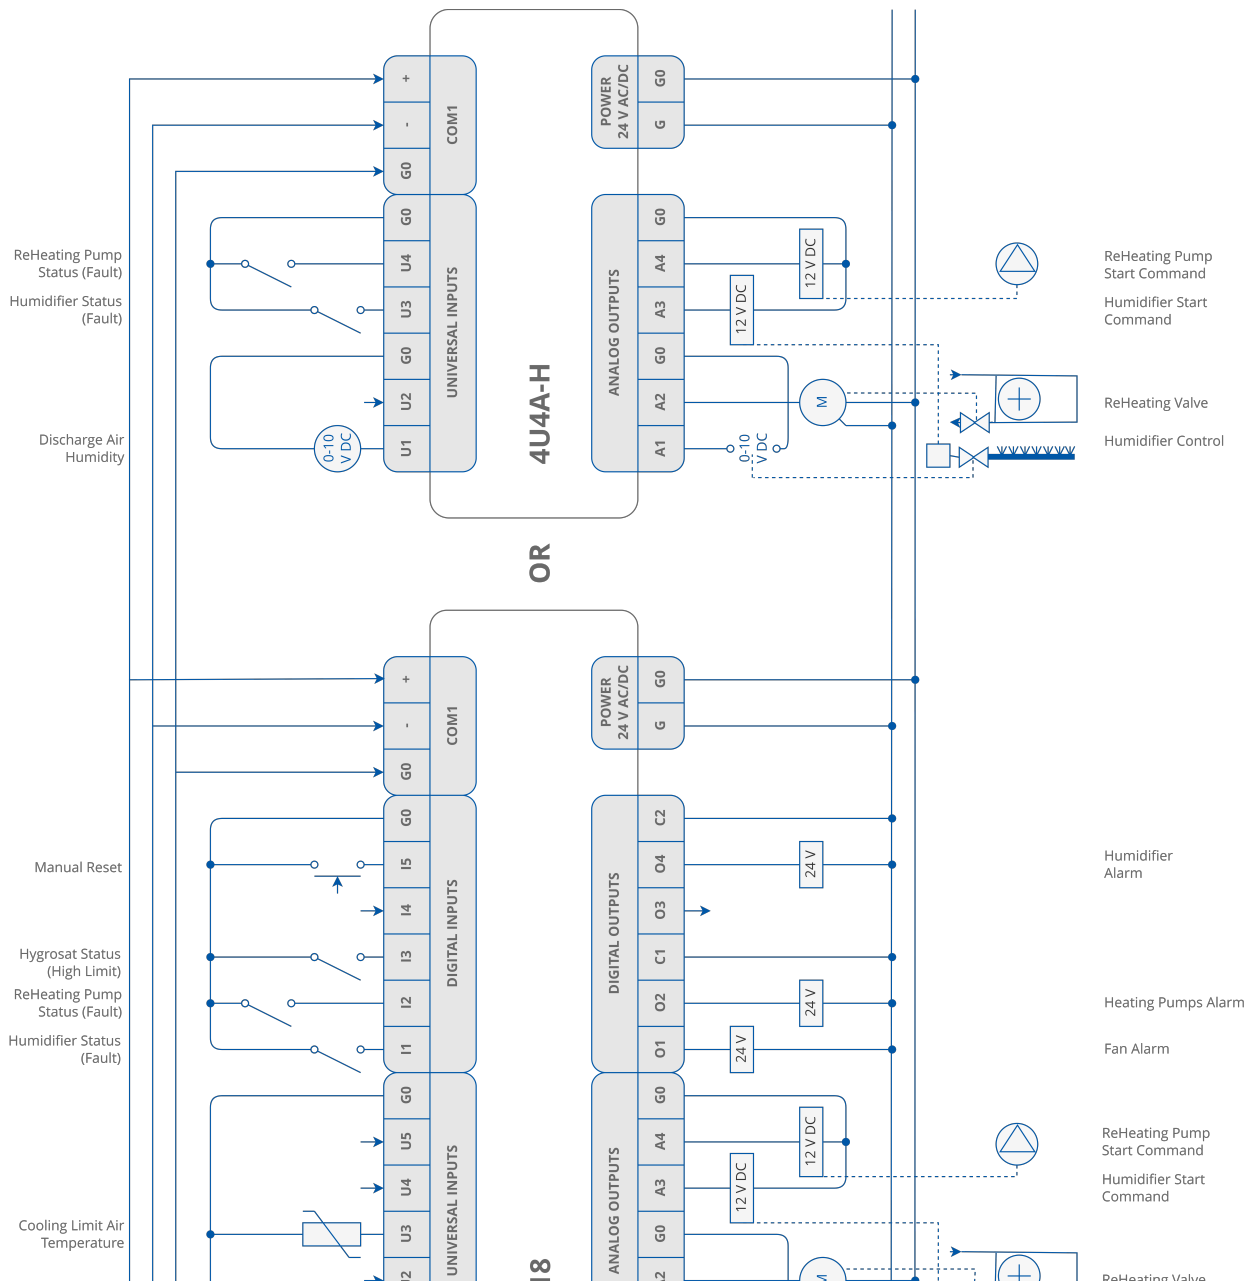 +
-
G0
COM1
POWER
24 V AC/DC
G0
G
G0
U4
U3
G0
U2
U1
UNIVERSAL INPUTS
ReHeating Pump
Status (Fault)
Humidifier Status
(Fault)
Discharge Air
Humidity
0-10
V DC
4U4A-H
ANALOG OUTPUTS
G0
A4
A3
G0
A2
A1
12 V DC
12 V DC
M
0-10
V DC
ReHeating Pump
Start Command
Humidifier Start
Command
ReHeating Valve
Humidifier Control
OR
+
-
G0
COM1
POWER
24 V AC/DC
G0
G
G0
I5
I4
I3
I2
I1
DIGITAL INPUTS
Manual Reset
Hygrosat Status
(High Limit)
ReHeating Pump
Status (Fault)
Humidifier Status
(Fault)
DIGITAL OUTPUTS
C2
O4
O3
C1
O2
O1
24 V
24 V
24 V
Humidifier
Alarm
Heating Pumps Alarm
Fan Alarm
G0
U5
U4
U3
UNIVERSAL INPUTS
Cooling Limit Air
Temperature
18
ANALOG OUTPUTS
G0
A4
A3
G0
12 V DC
12 V DC
M
ReHeating Pump
Start Command
Humidifier Start
Command
ReHeating Valve